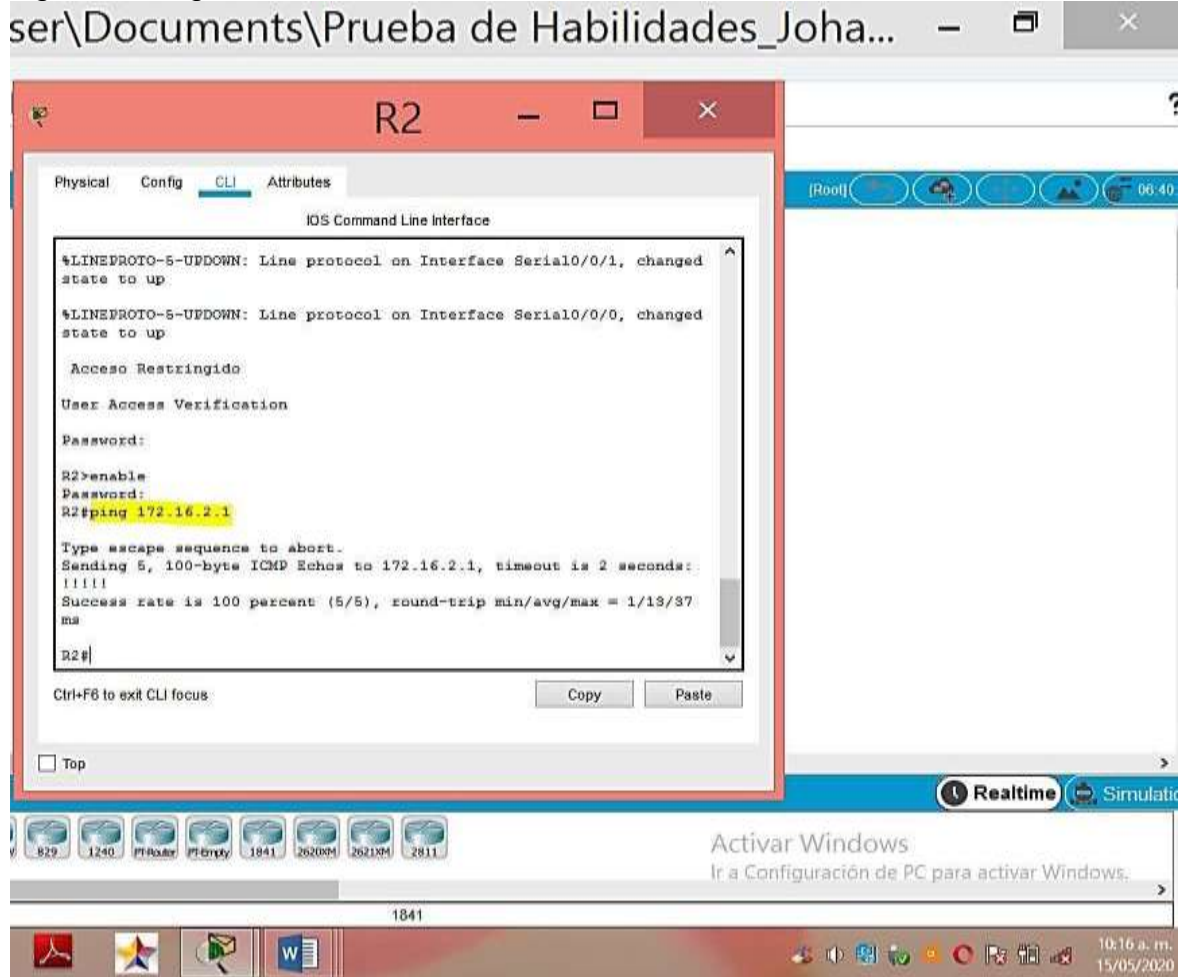 ser\Documents\Prueba de Habilidades_Joha...
R2
Physical Config CLI Attributes
IOS Command Line Interface
%LINEPROTO-5-UPDOWN: Line protocol on Interface Serial0/0/1, changed
state to up
%LINEPROTO-5-UPDOWN: Line protocol on Interface Serial0/0/0, changed
state to up
Acceso Restringido
User Access Verification
Password:
R2>enable
Password:
R2#ping 172.16.2.1
Type escape sequence to abort.
Sending 5, 100-byte ICMP Echos to 172.16.2.1, timeout is 2 seconds:
!!!!!
Success rate is 100 percent (5/5), round-trip min/avg/max = 1/13/37
ms
R2#
Ctrl+F6 to exit CLI focus
Copy Paste
Top
?
[Root] 06:40
Realtime Simulatio
829 1240 PT-Router PT-Empty 1841 2620XM 2621XM 2811
Activar Windows
Ir a Configuración de PC para activar Windows.
1841
10:16 a. m.
15/05/2020